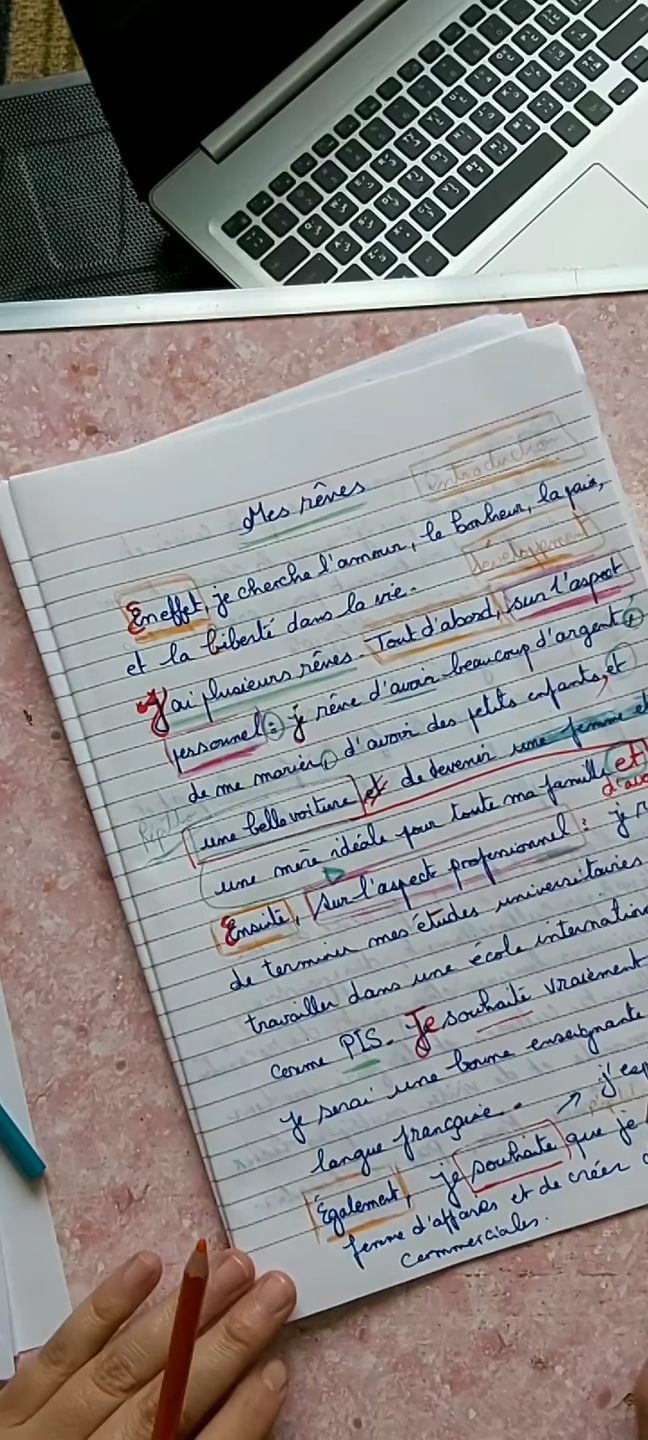 Mes rêves
introduction
En effet, je cherche l'amour, le bonheur, la paix,
et la liberté dans la vie.
dévelopment
J'ai plusieurs rêves. Tout d'abord, sur l'aspect
personnel : je rêve d'avoir beaucoup d'argent,
de me marier, d'avoir des petits enfants, et
une belle voiture et de devenir une femme et
une mère idéale pour toute ma famille et
Ensuite, sur l'aspect professionnel :
de terminer mes études universitaires
travailler dans une école
comme PIS. Je souhaite vraiement
je serai une bonne enseignante
langue française.
Également, je souhaite que je
femme d'affaires et de créer
commerciales.